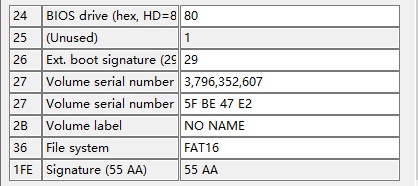 24 BIOS drive (hex, HD=8 80
25 (Unused) 1
26 Ext. boot signature (29 29
27 Volume serial number 3,796,352,607
27 Volume serial number 5F BE 47 E2
2B Volume label NO NAME
36 File system FAT16
1FE Signature (55 AA) 55 AA